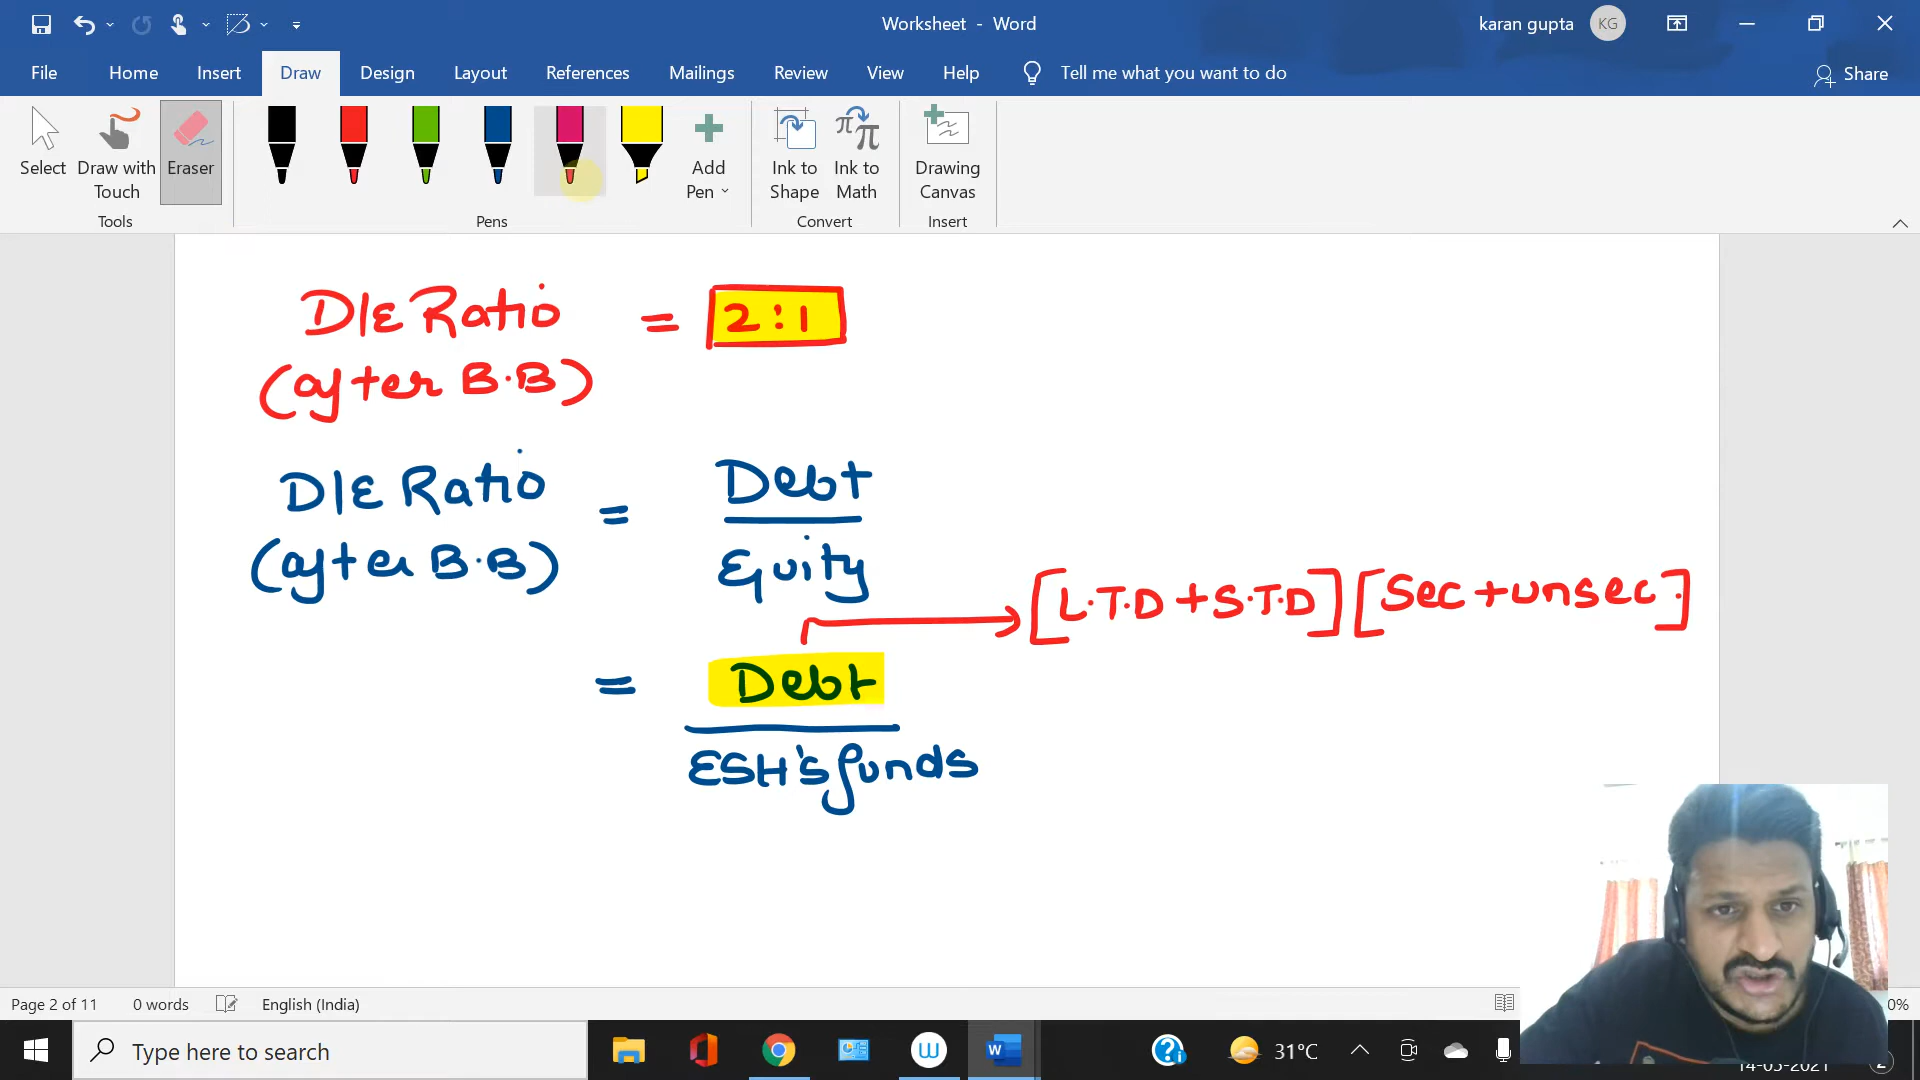 Worksheet - Word
karan gupta KG
File Home Insert Draw Design Layout References Mailings Review View Help Tell me what you want to do Share
Select Draw with Touch Eraser Add Pen Ink to Shape Ink to Math Drawing Canvas
Tools Pens Convert Insert
D/E Ratio = 2:1
(after B.B)
D/E Ratio = Debt
(after B.B) Equity
[L.T.D + S.T.D] [Sec + unsec.]
= Debt
ESH's funds
Page 2 of 11 0 words English (India) 0%
Type here to search 31°C